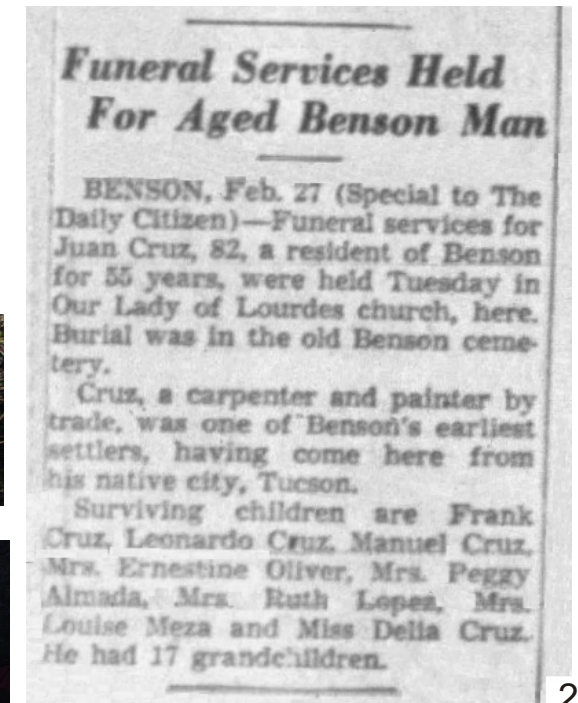 Funeral Services Held
For Aged Benson Man
BENSON, Feb. 27 (Special to The
Daily Citizen)—Funeral services for
Juan Cruz, 82, a resident of Benson
for 55 years, were held Tuesday in
Our Lady of Lourdes church, here.
Burial was in the old Benson ceme-
tery.
Cruz, a carpenter and painter by
trade, was one of Benson's earliest
settlers, having come here from
his native city, Tucson.
Surviving children are Frank
Cruz, Leonardo Cruz, Manuel Cruz,
Mrs. Ernestine Oliver, Mrs. Peggy
Almada, Mrs. Ruth Lopez, Mrs.
Louise Meza and Miss Delia Cruz.
He had 17 grandchildren.
2